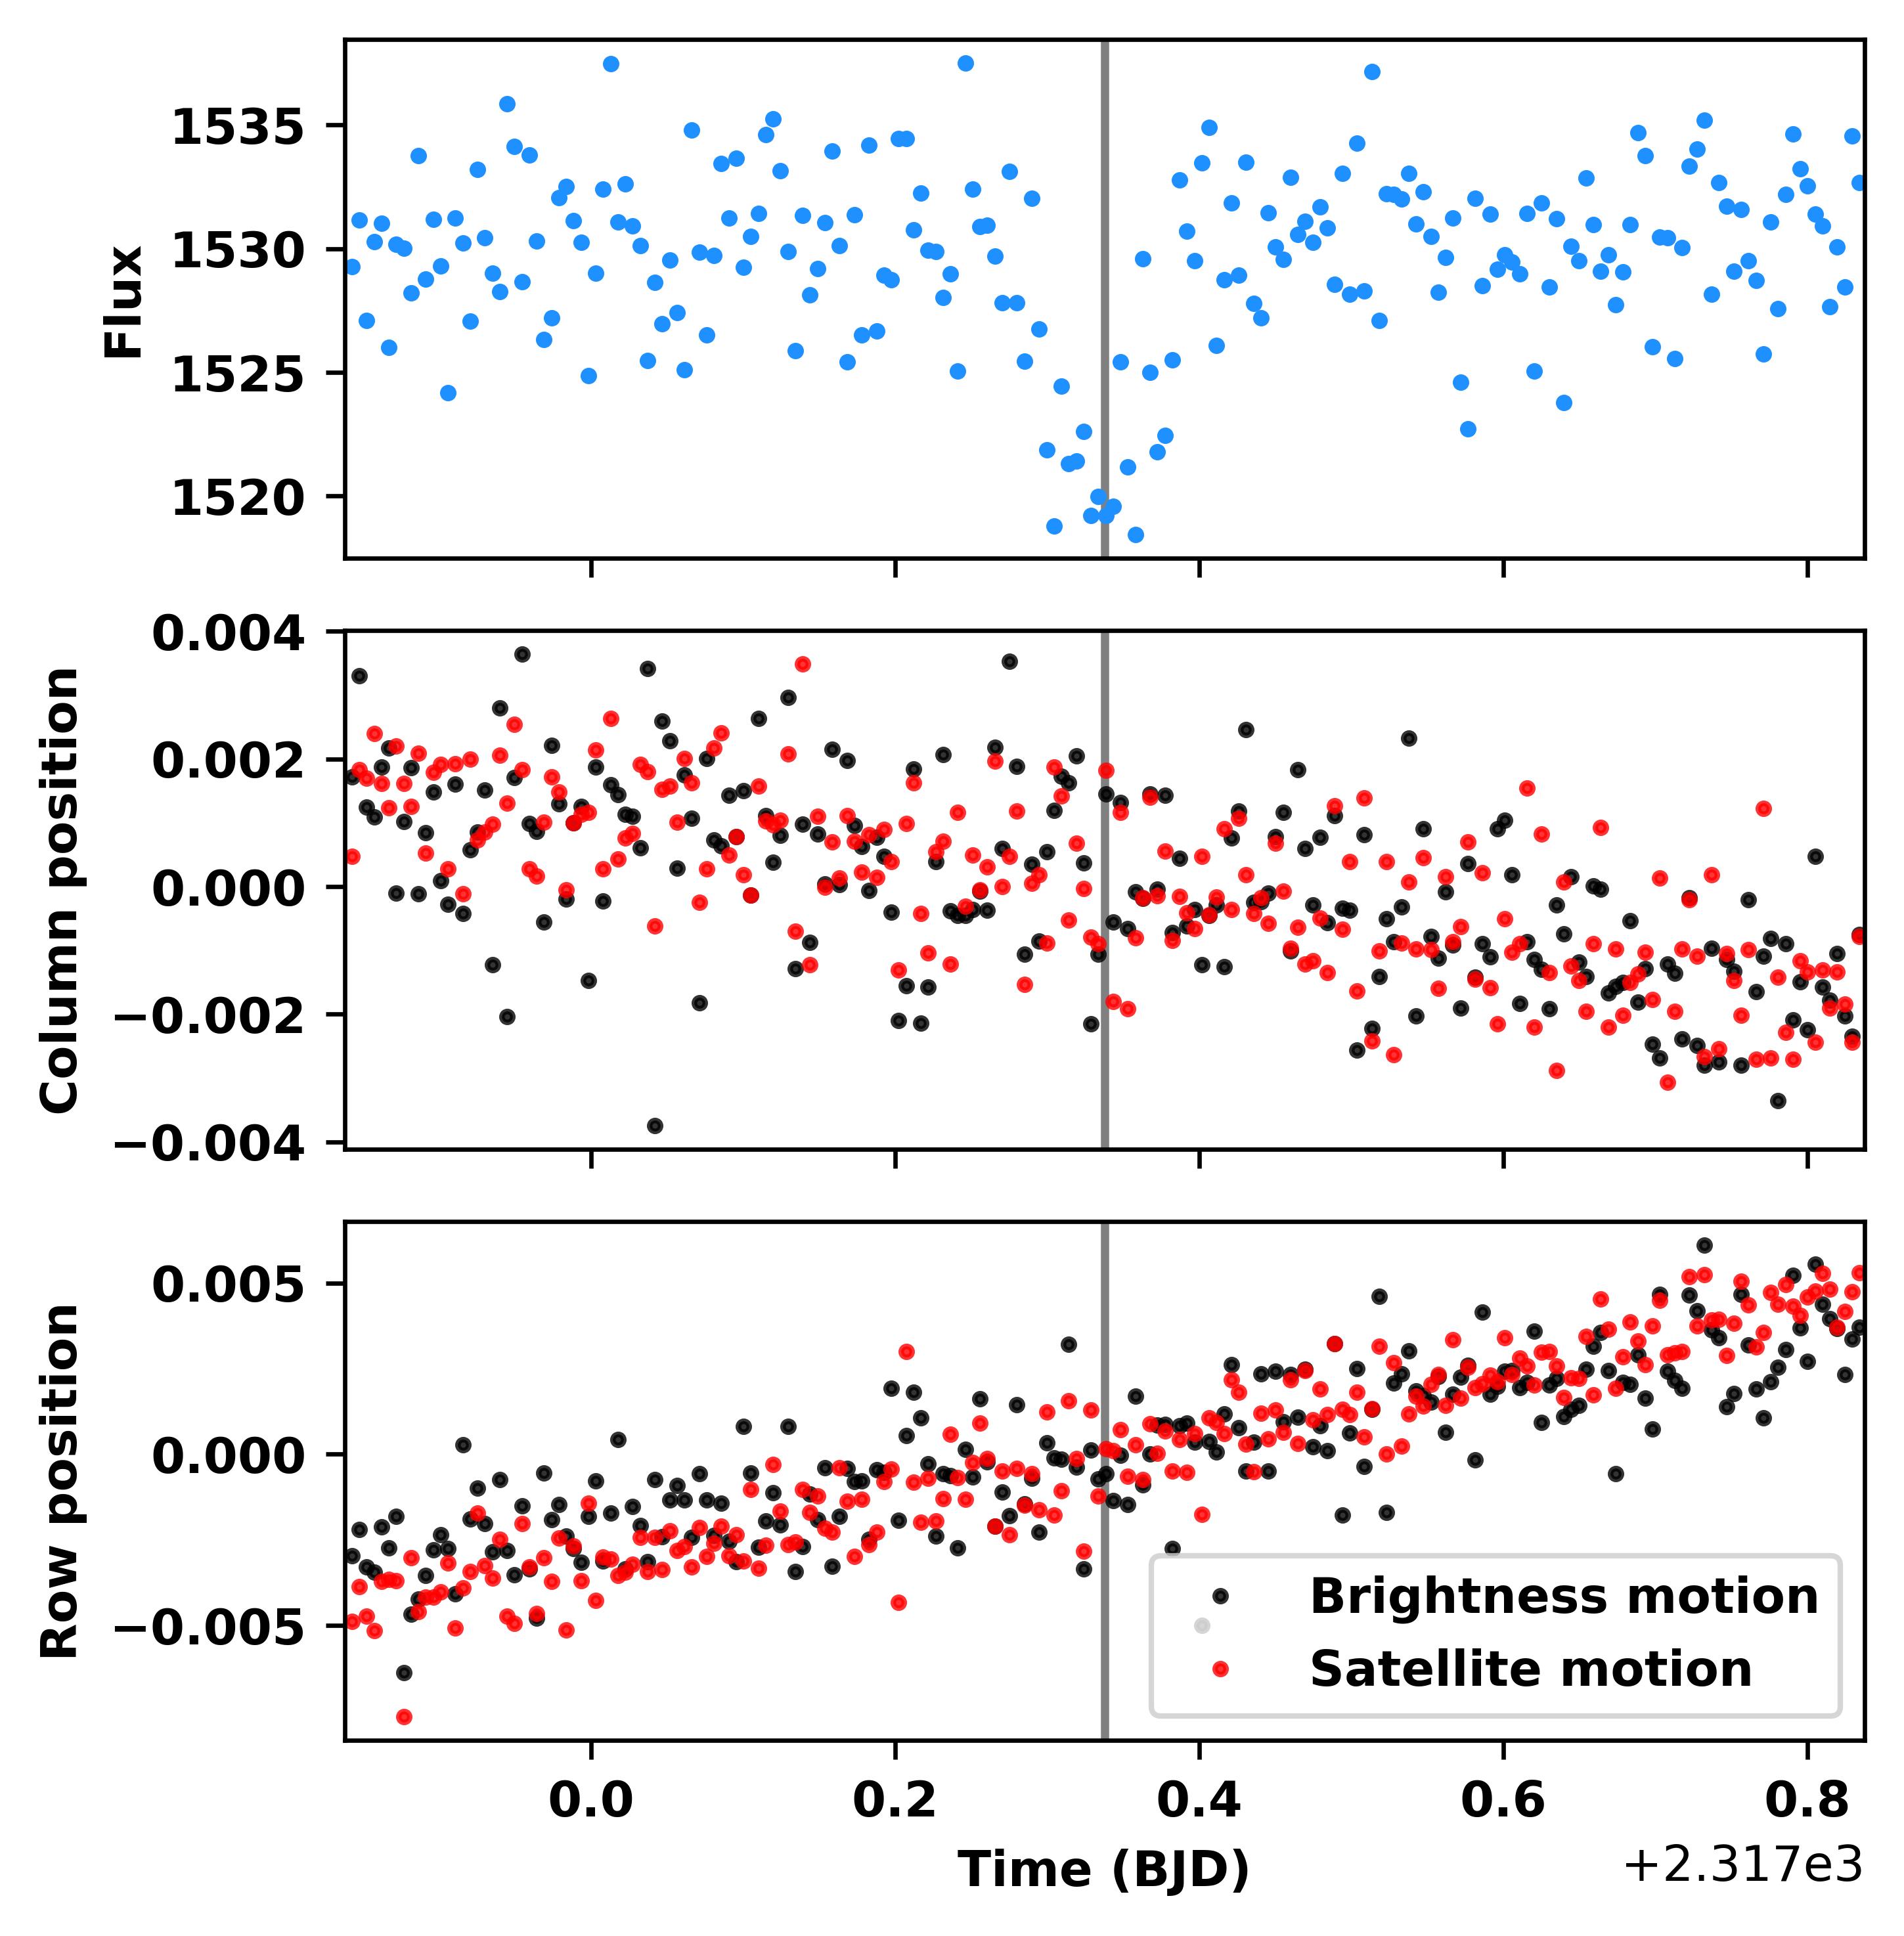 1535
1530
1525
1520
Flux
0.004
0.002
0.000
−0.002
−0.004
Column position
0.005
0.000
−0.005
Row position
Brightness motion
Satellite motion
0.0 0.2 0.4 0.6 0.8
Time (BJD)
+2.317e3